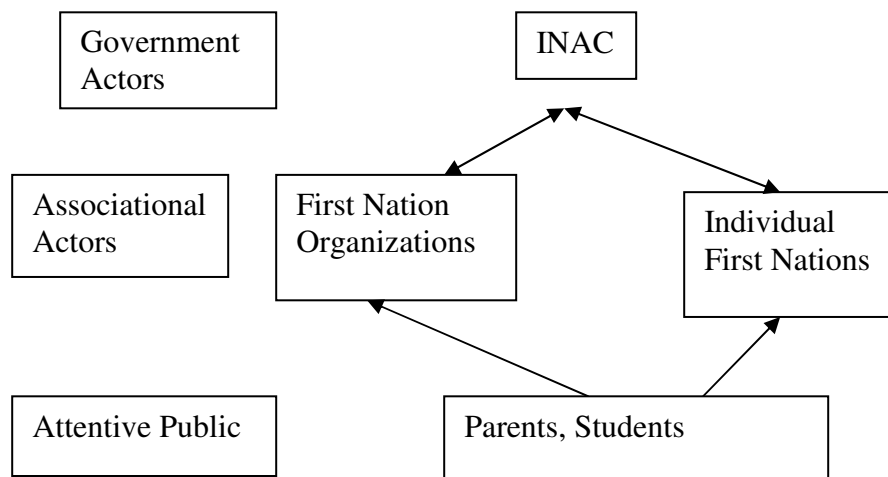 Government
Actors
INAC
Associational
Actors
First Nation
Organizations
Individual
First Nations
Attentive Public
Parents, Students